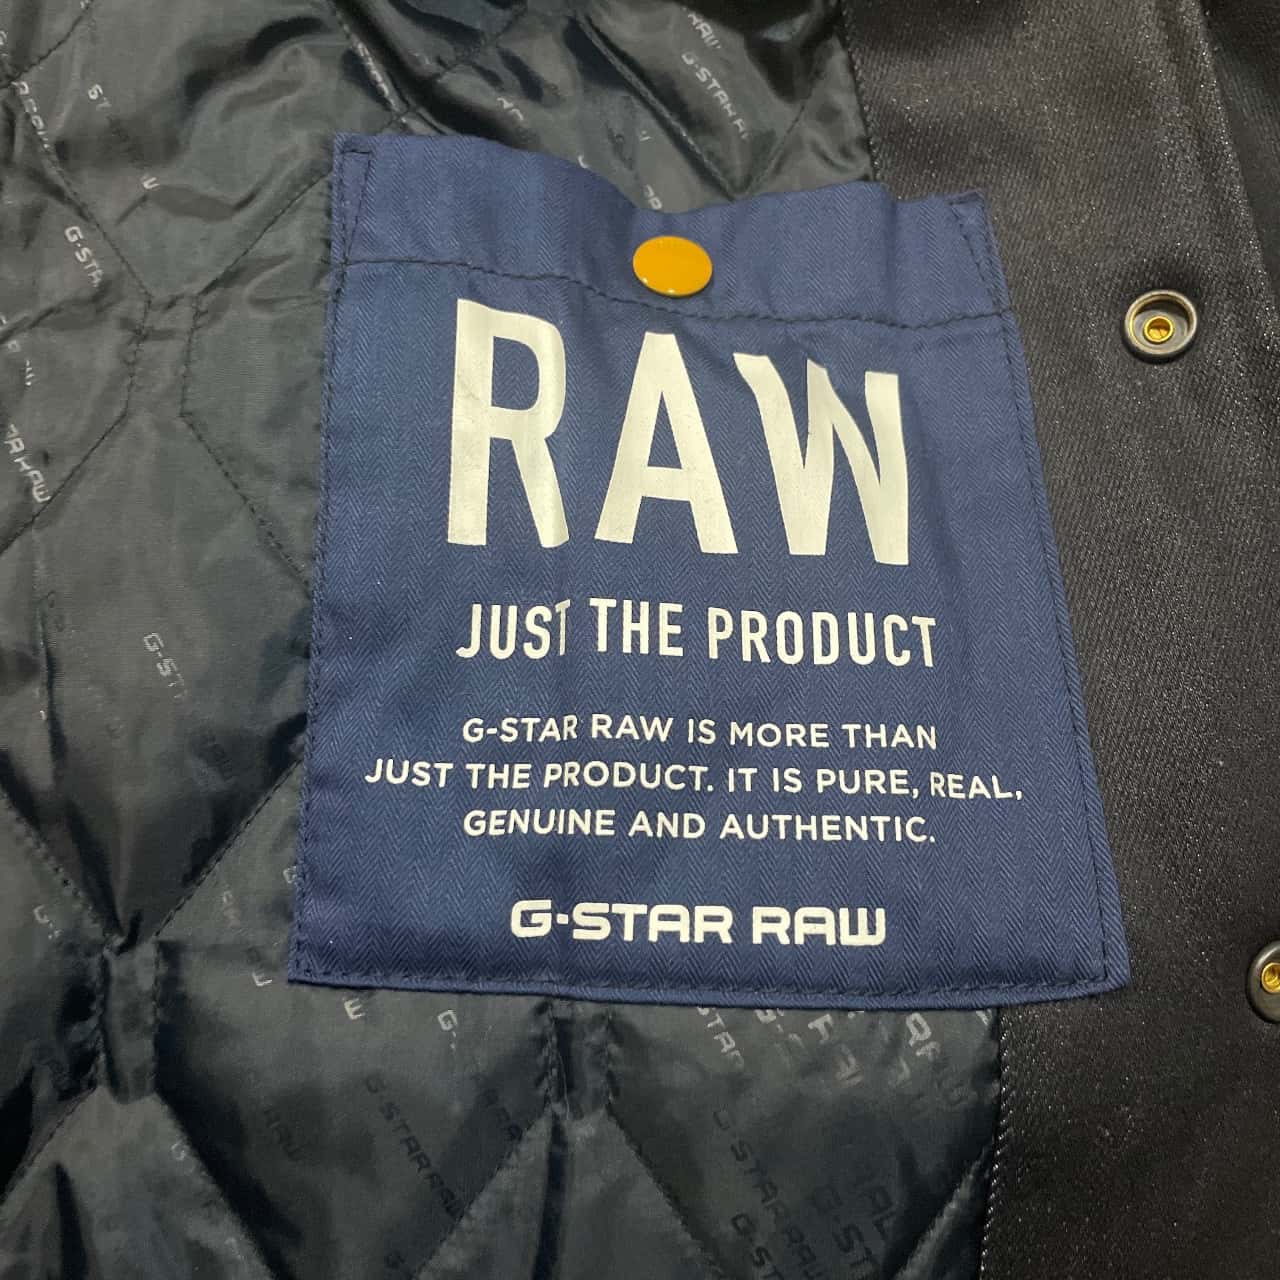 RAW
JUST THE PRODUCT
G-STAR RAW IS MORE THAN
JUST THE PRODUCT. IT IS PURE, REAL,
GENUINE AND AUTHENTIC.
G-STAR RAW